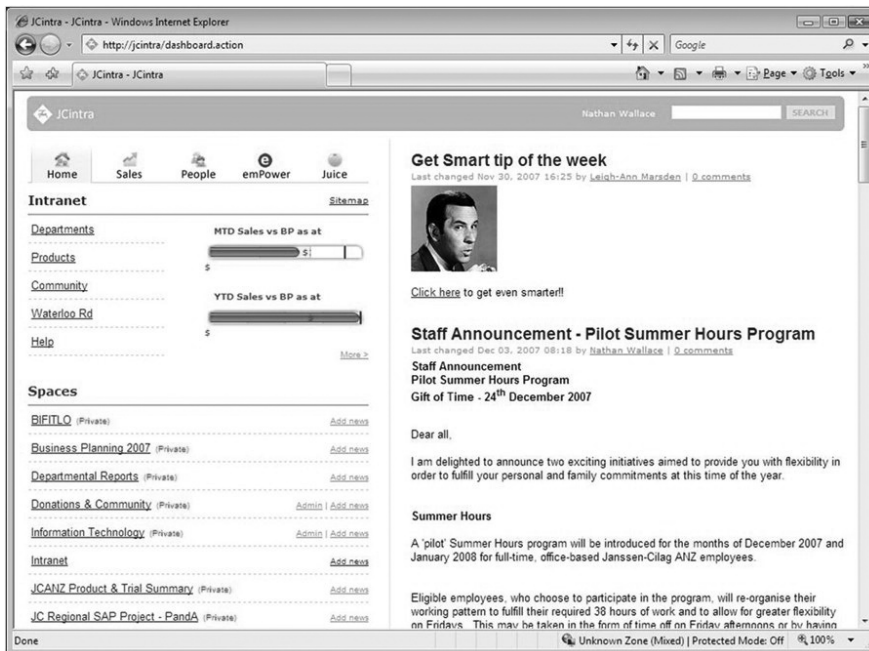 JCintra - JCintra - Windows Internet Explorer
http://jcintra/dashboard.action
Google
JCintra - JCintra
Page
Tools
JCintra
Nathan Wallace
SEARCH
Home
Sales
People
emPower
Juice
Intranet
Sitemap
Departments
Products
Community
Waterloo Rd
Help
MTD Sales vs BP as at
$
$
YTD Sales vs BP as at
$
More >
Spaces
BIFITLO (Private) Add news
Business Planning 2007 (Private) Add news
Departmental Reports (Private) Add news
Donations & Community (Private) Admin | Add news
Information Technology (Private) Admin | Add news
Intranet Add news
JCANZ Product & Trial Summary (Private) Add news
JC Regional SAP Project - PandA (Private) Add news
Get Smart tip of the week
Last changed Nov 30, 2007 16:25 by Leigh-Ann Marsden | 0 comments
Click here to get even smarter!!
Staff Announcement - Pilot Summer Hours Program
Last changed Dec 03, 2007 08:18 by Nathan Wallace | 0 comments
Staff Announcement
Pilot Summer Hours Program
Gift of Time - 24th December 2007
Dear all,
I am delighted to announce two exciting initiatives aimed to provide you with flexibility in
order to fulfill your personal and family commitments at this time of the year.
Summer Hours
A 'pilot' Summer Hours program will be introduced for the months of December 2007 and
January 2008 for full-time, office-based Janssen-Cilag ANZ employees.
Eligible employees, who choose to participate in the program, will re-organise their
working pattern to fulfill their required 38 hours of work and to allow for greater flexibility
on Fridays. This may be taken in the form of time off on Friday afternoons or by having
Done
Unknown Zone (Mixed) | Protected Mode: Off
100%